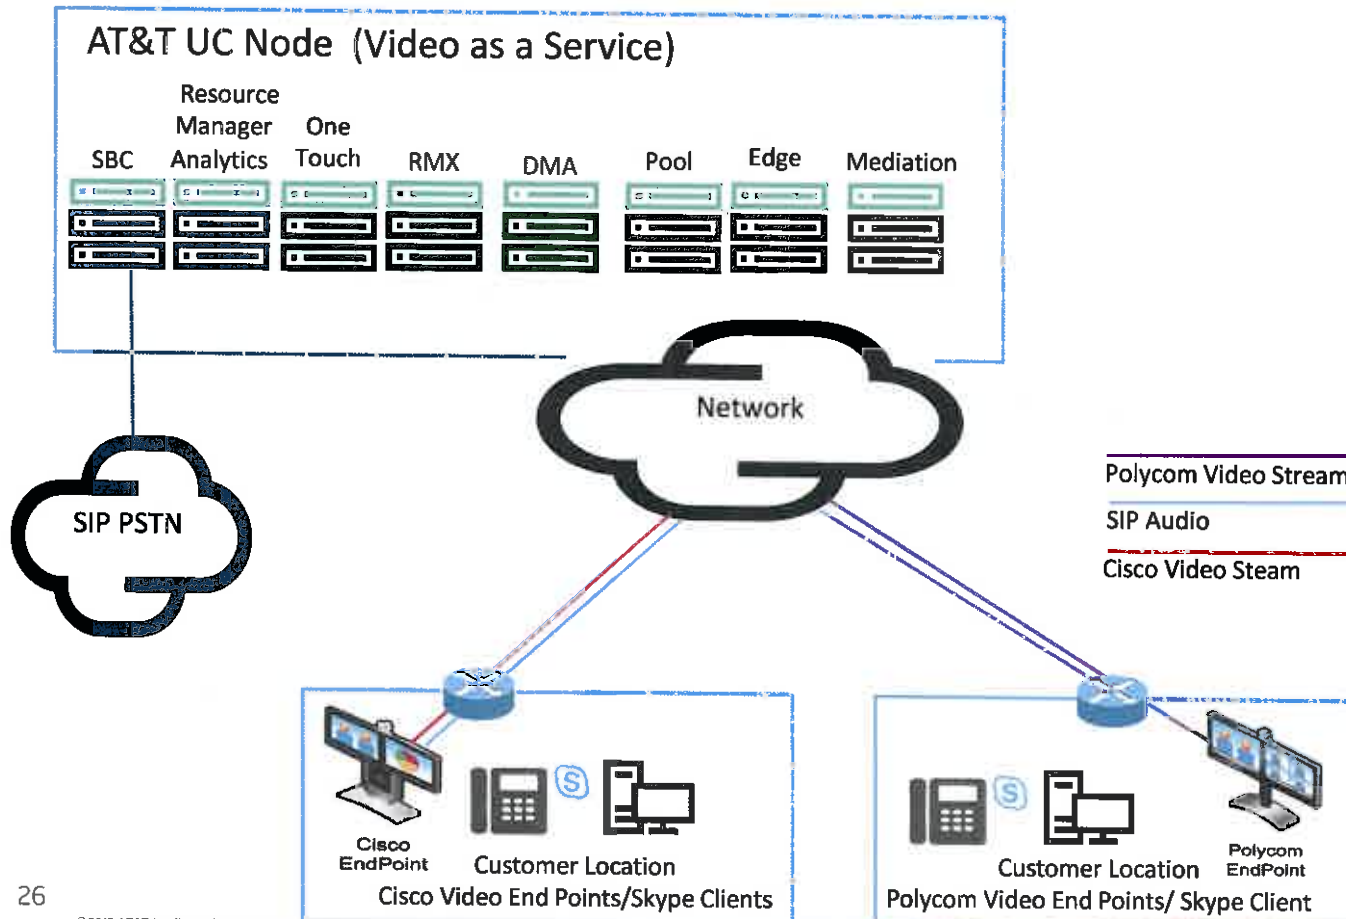 AT&T UC Node (Video as a Service)
Resource
Manager
Analytics
One
Touch
SBC
RMX
DMA
Pool
Edge
Mediation
Network
SIP PSTN
Polycom Video Stream
SIP Audio
Cisco Video Steam
Cisco
EndPoint
S
Customer Location
Cisco Video End Points/Skype Clients
S
Customer Location
Polycom Video End Points/ Skype Client
Polycom
EndPoint
26